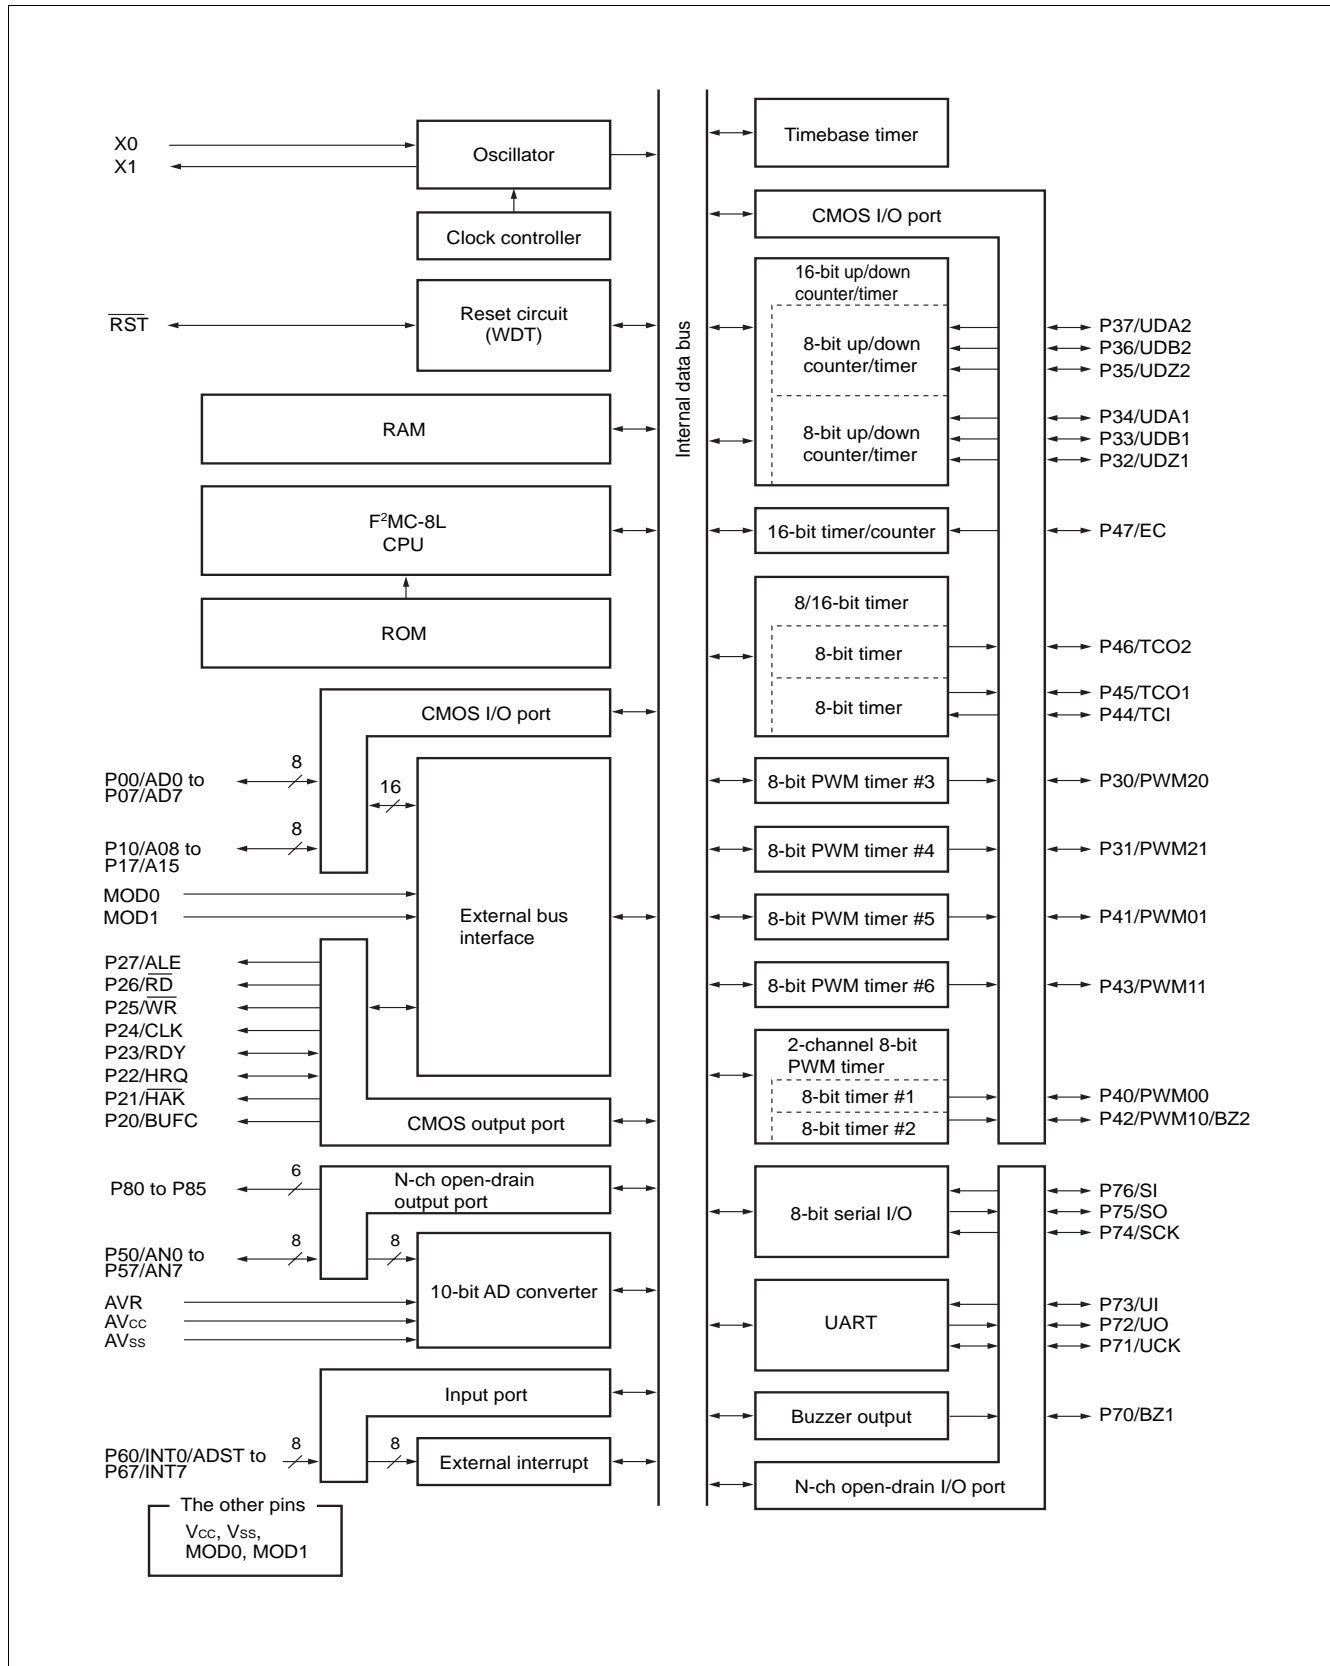 X0
X1
Oscillator
Clock controller
RST
Reset circuit
(WDT)
RAM
F²MC-8L
CPU
ROM
CMOS I/O port
P00/AD0 to
P07/AD7
8
16
P10/A08 to
P17/A15
8
MOD0
MOD1
External bus
interface
P27/ALE
P26/RD
P25/WR
P24/CLK
P23/RDY
P22/HRQ
P21/HAK
P20/BUFC
CMOS output port
P80 to P85
6
N-ch open-drain
output port
P50/AN0 to
P57/AN7
8
8
10-bit AD converter
AVR
AVCC
AVSS
Input port
P60/INT0/ADST to
P67/INT7
8
8
External interrupt
The other pins
VCC, VSS,
MOD0, MOD1
Internal data bus
Timebase timer
CMOS I/O port
16-bit up/down
counter/timer
8-bit up/down
counter/timer
P37/UDA2
P36/UDB2
P35/UDZ2
8-bit up/down
counter/timer
P34/UDA1
P33/UDB1
P32/UDZ1
16-bit timer/counter
P47/EC
8/16-bit timer
8-bit timer
P46/TCO2
8-bit timer
P45/TCO1
P44/TCI
8-bit PWM timer #3
P30/PWM20
8-bit PWM timer #4
P31/PWM21
8-bit PWM timer #5
P41/PWM01
8-bit PWM timer #6
P43/PWM11
2-channel 8-bit
PWM timer
8-bit timer #1
P40/PWM00
8-bit timer #2
P42/PWM10/BZ2
8-bit serial I/O
P76/SI
P75/SO
P74/SCK
UART
P73/UI
P72/UO
P71/UCK
Buzzer output
P70/BZ1
N-ch open-drain I/O port